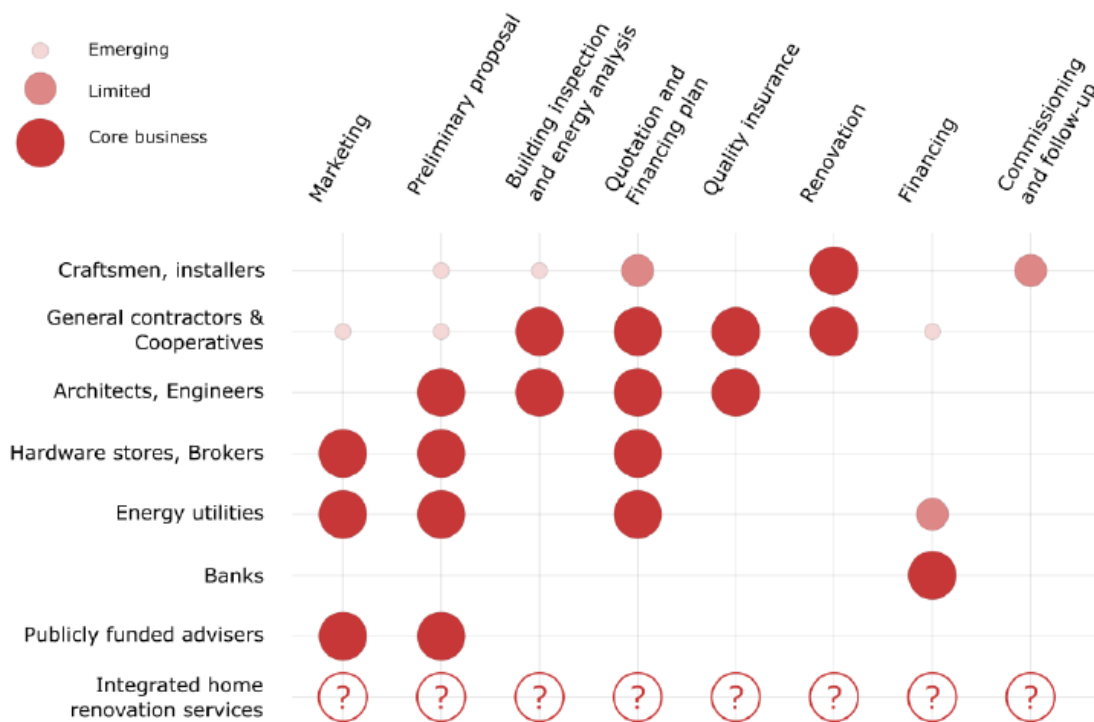 Emerging
Limited
Core business
Marketing
Preliminary proposal
Building inspection
and energy analysis
Quotation and
Financing plan
Quality insurance
Renovation
Financing
Commissioning
and follow-up
Craftsmen, installers
General contractors &
Cooperatives
Architects, Engineers
Hardware stores, Brokers
Energy utilities
Banks
Publicly funded advisers
Integrated home
renovation services
? ? ? ? ? ? ? ?